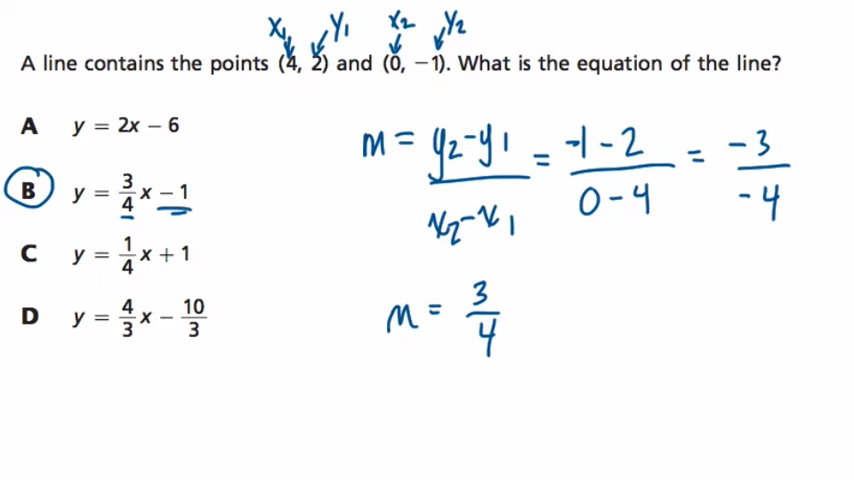 x₁ y₁ x₂ y₂
A line contains the points (4, 2) and (0, −1). What is the equation of the line?
A y = 2x − 6
m = y₂-y₁/x₂-x₁ = -1-2/0-4 = -3/-4
B y = 3/4x − 1
C y = 1/4x + 1
D y = 4/3x − 10/3
m = 3/4